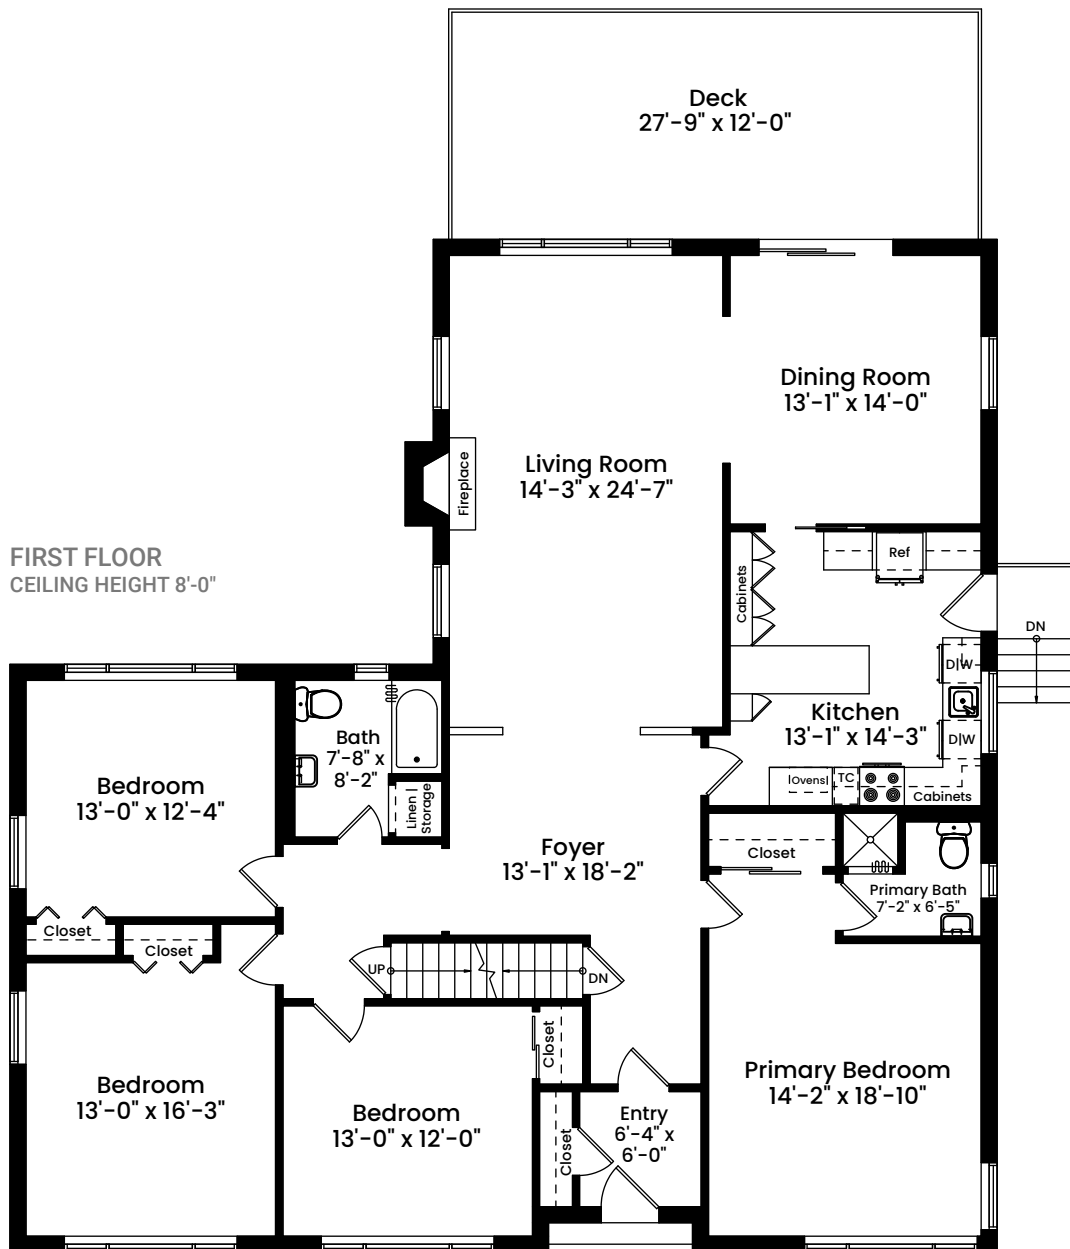 Deck
27'-9" x 12'-0"
Dining Room
13'-1" x 14'-0"
Living Room
14'-3" x 24'-7"
Fireplace
FIRST FLOOR
CEILING HEIGHT 8'-0"
Ref
Cabinets
DN
D|W
Kitchen
13'-1" x 14'-3"
D|W
Ovens
TC
Cabinets
Bath
7'-8" x
8'-2"
Linen |
Storage
Bedroom
13'-0" x 12'-4"
Foyer
13'-1" x 18'-2"
Closet
Primary Bath
7'-2" x 6'-5"
Closet
Closet
UP
DN
Closet
Bedroom
13'-0" x 16'-3"
Bedroom
13'-0" x 12'-0"
Closet
Entry
6'-4" x
6'-0"
Primary Bedroom
14'-2" x 18'-10"